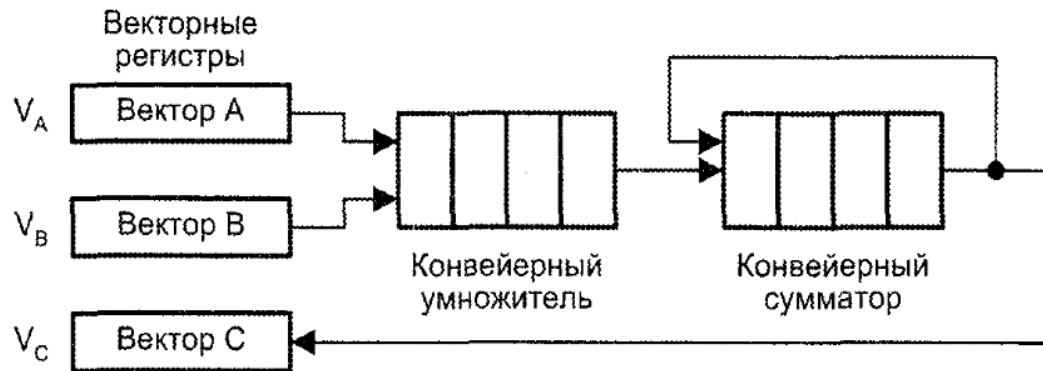 Векторные
регистры
V_A Вектор A
V_B Вектор B
Конвейерный
умножитель
Конвейерный
сумматор
V_C Вектор C